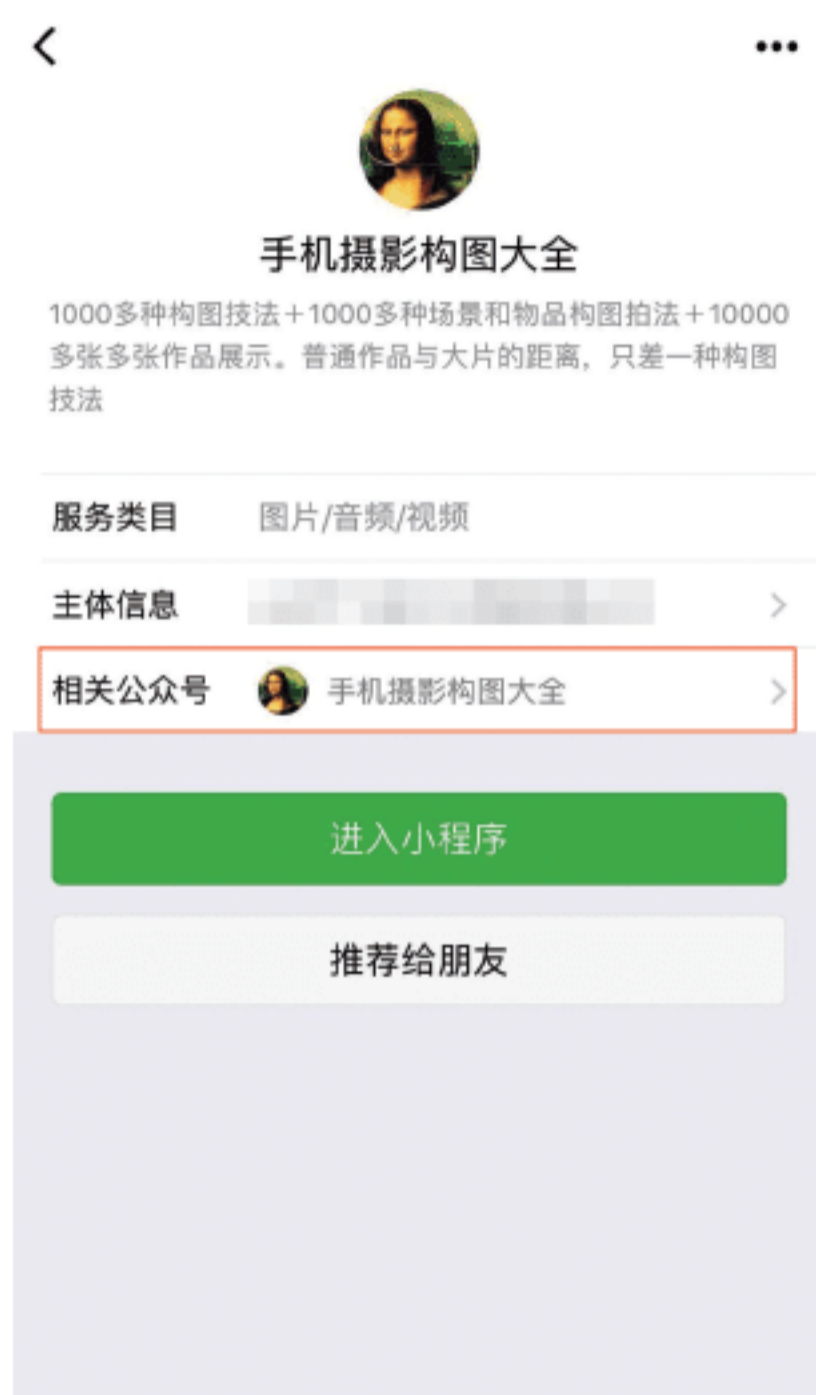 手机摄影构图大全
1000多种构图技法+1000多种场景和物品构图拍法+10000
多张多张作品展示。普通作品与大片的距离，只差一种构图
技法
服务类目 图片/音频/视频
主体信息
相关公众号 手机摄影构图大全
进入小程序
推荐给朋友